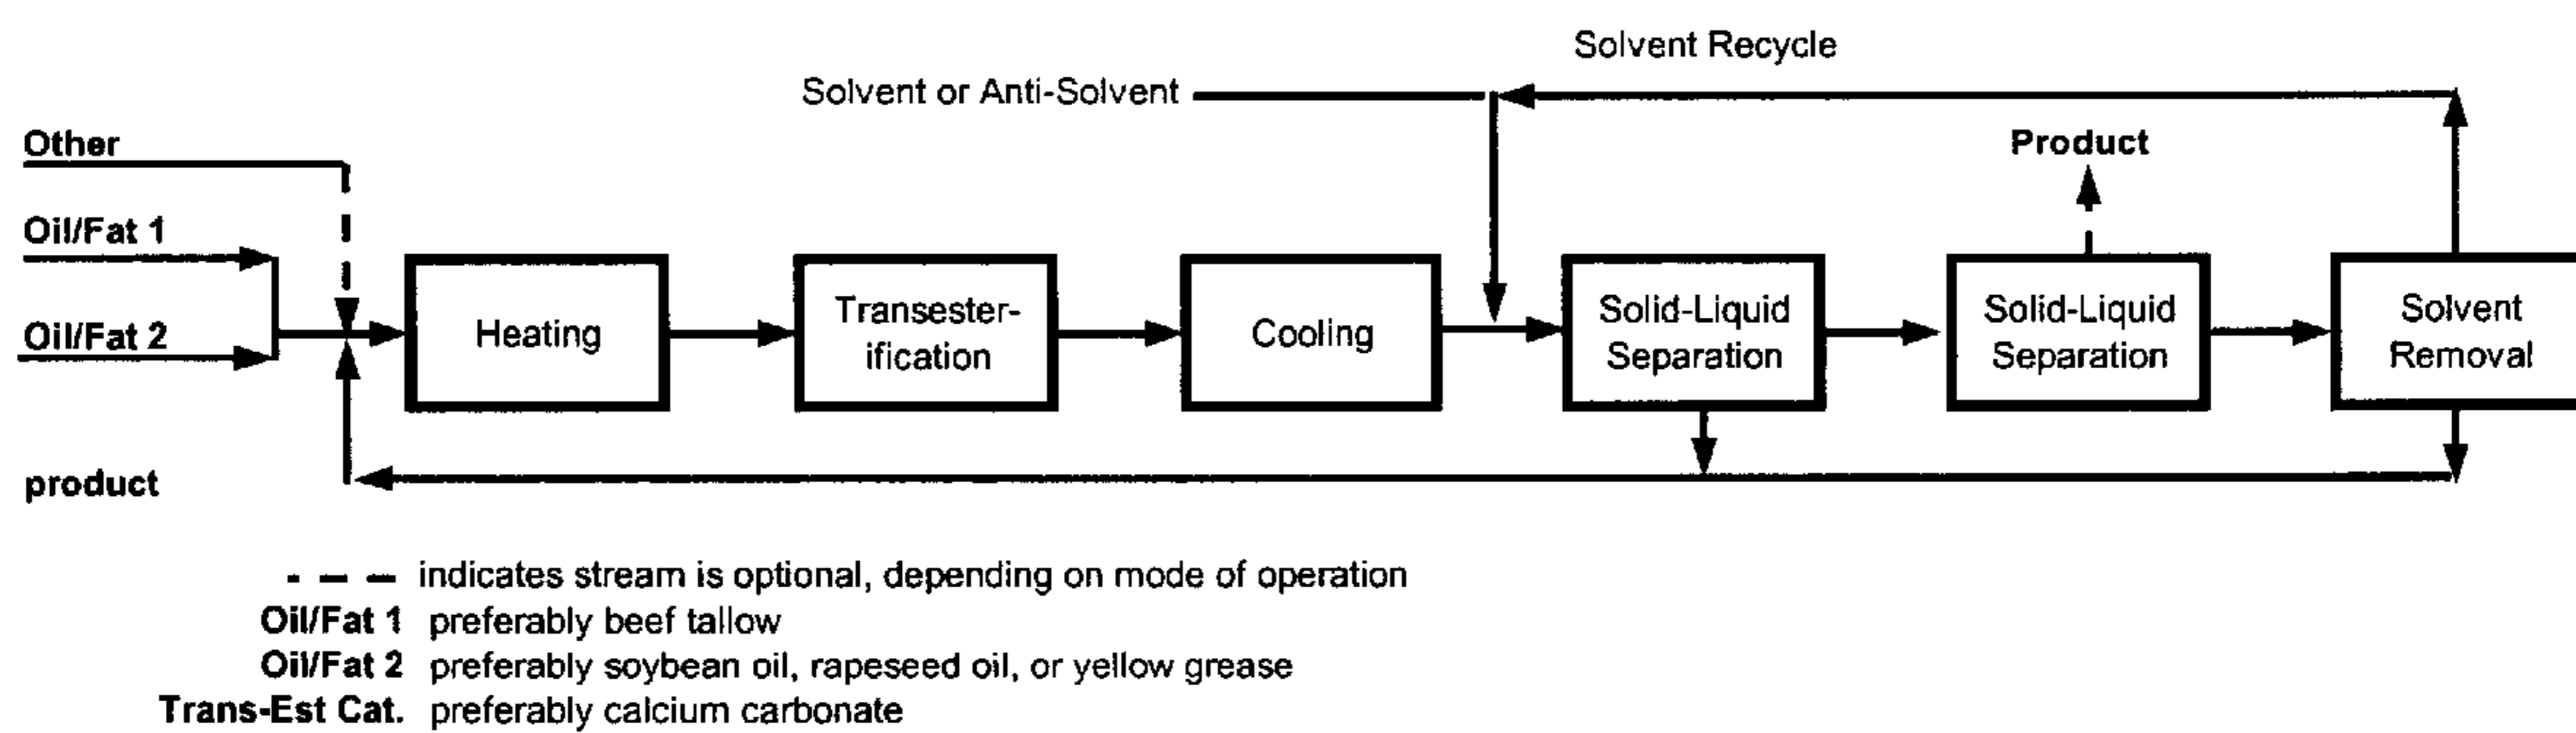 Solvent Recycle
Solvent or Anti-Solvent
Other
Product
Oil/Fat 1
Oil/Fat 2
Heating
Transester-
ification
Cooling
Solid-Liquid
Separation
Solid-Liquid
Separation
Solvent
Removal
product
indicates stream is optional, depending on mode of operation
Oil/Fat 1 preferably beef tallow
Oil/Fat 2 preferably soybean oil, rapeseed oil, or yellow grease
Trans-Est Cat. preferably calcium carbonate